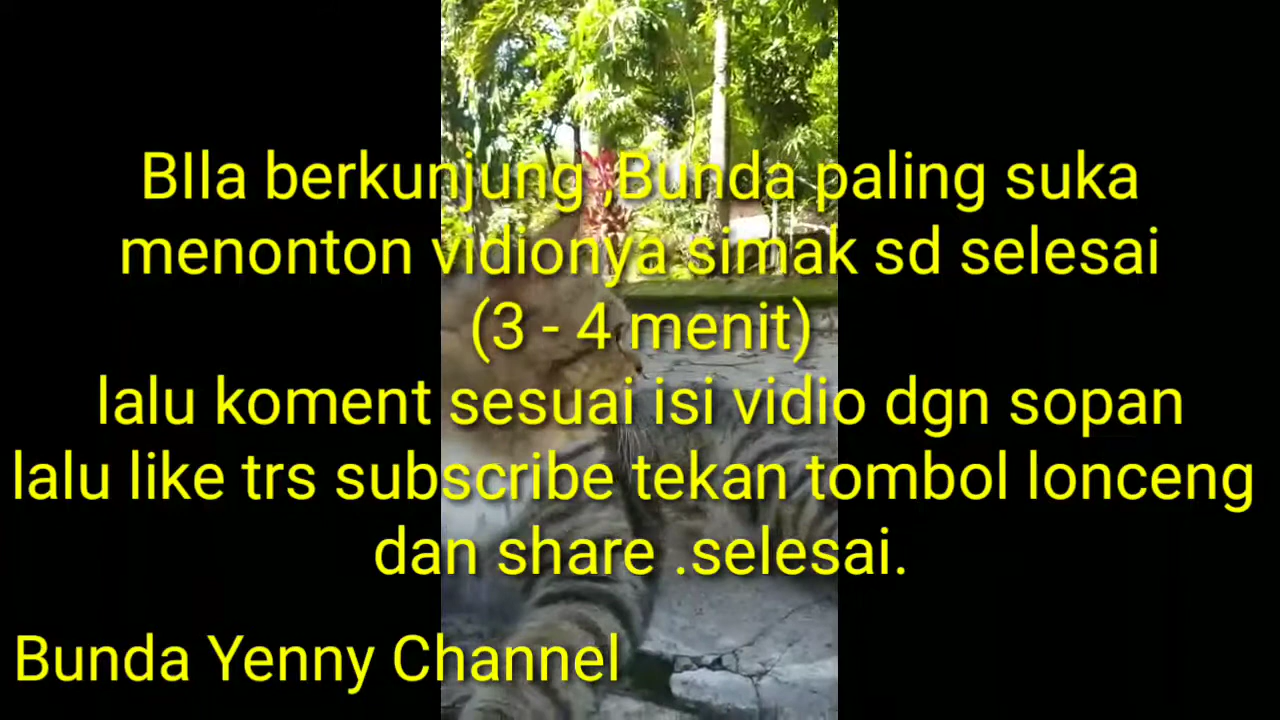 BIla berkunjung ,Bunda paling suka
menonton vidionya simak sd selesai
(3 - 4 menit)
lalu koment sesuai isi vidio dgn sopan
lalu like trs subscribe tekan tombol lonceng
dan share .selesai.
Bunda Yenny Channel